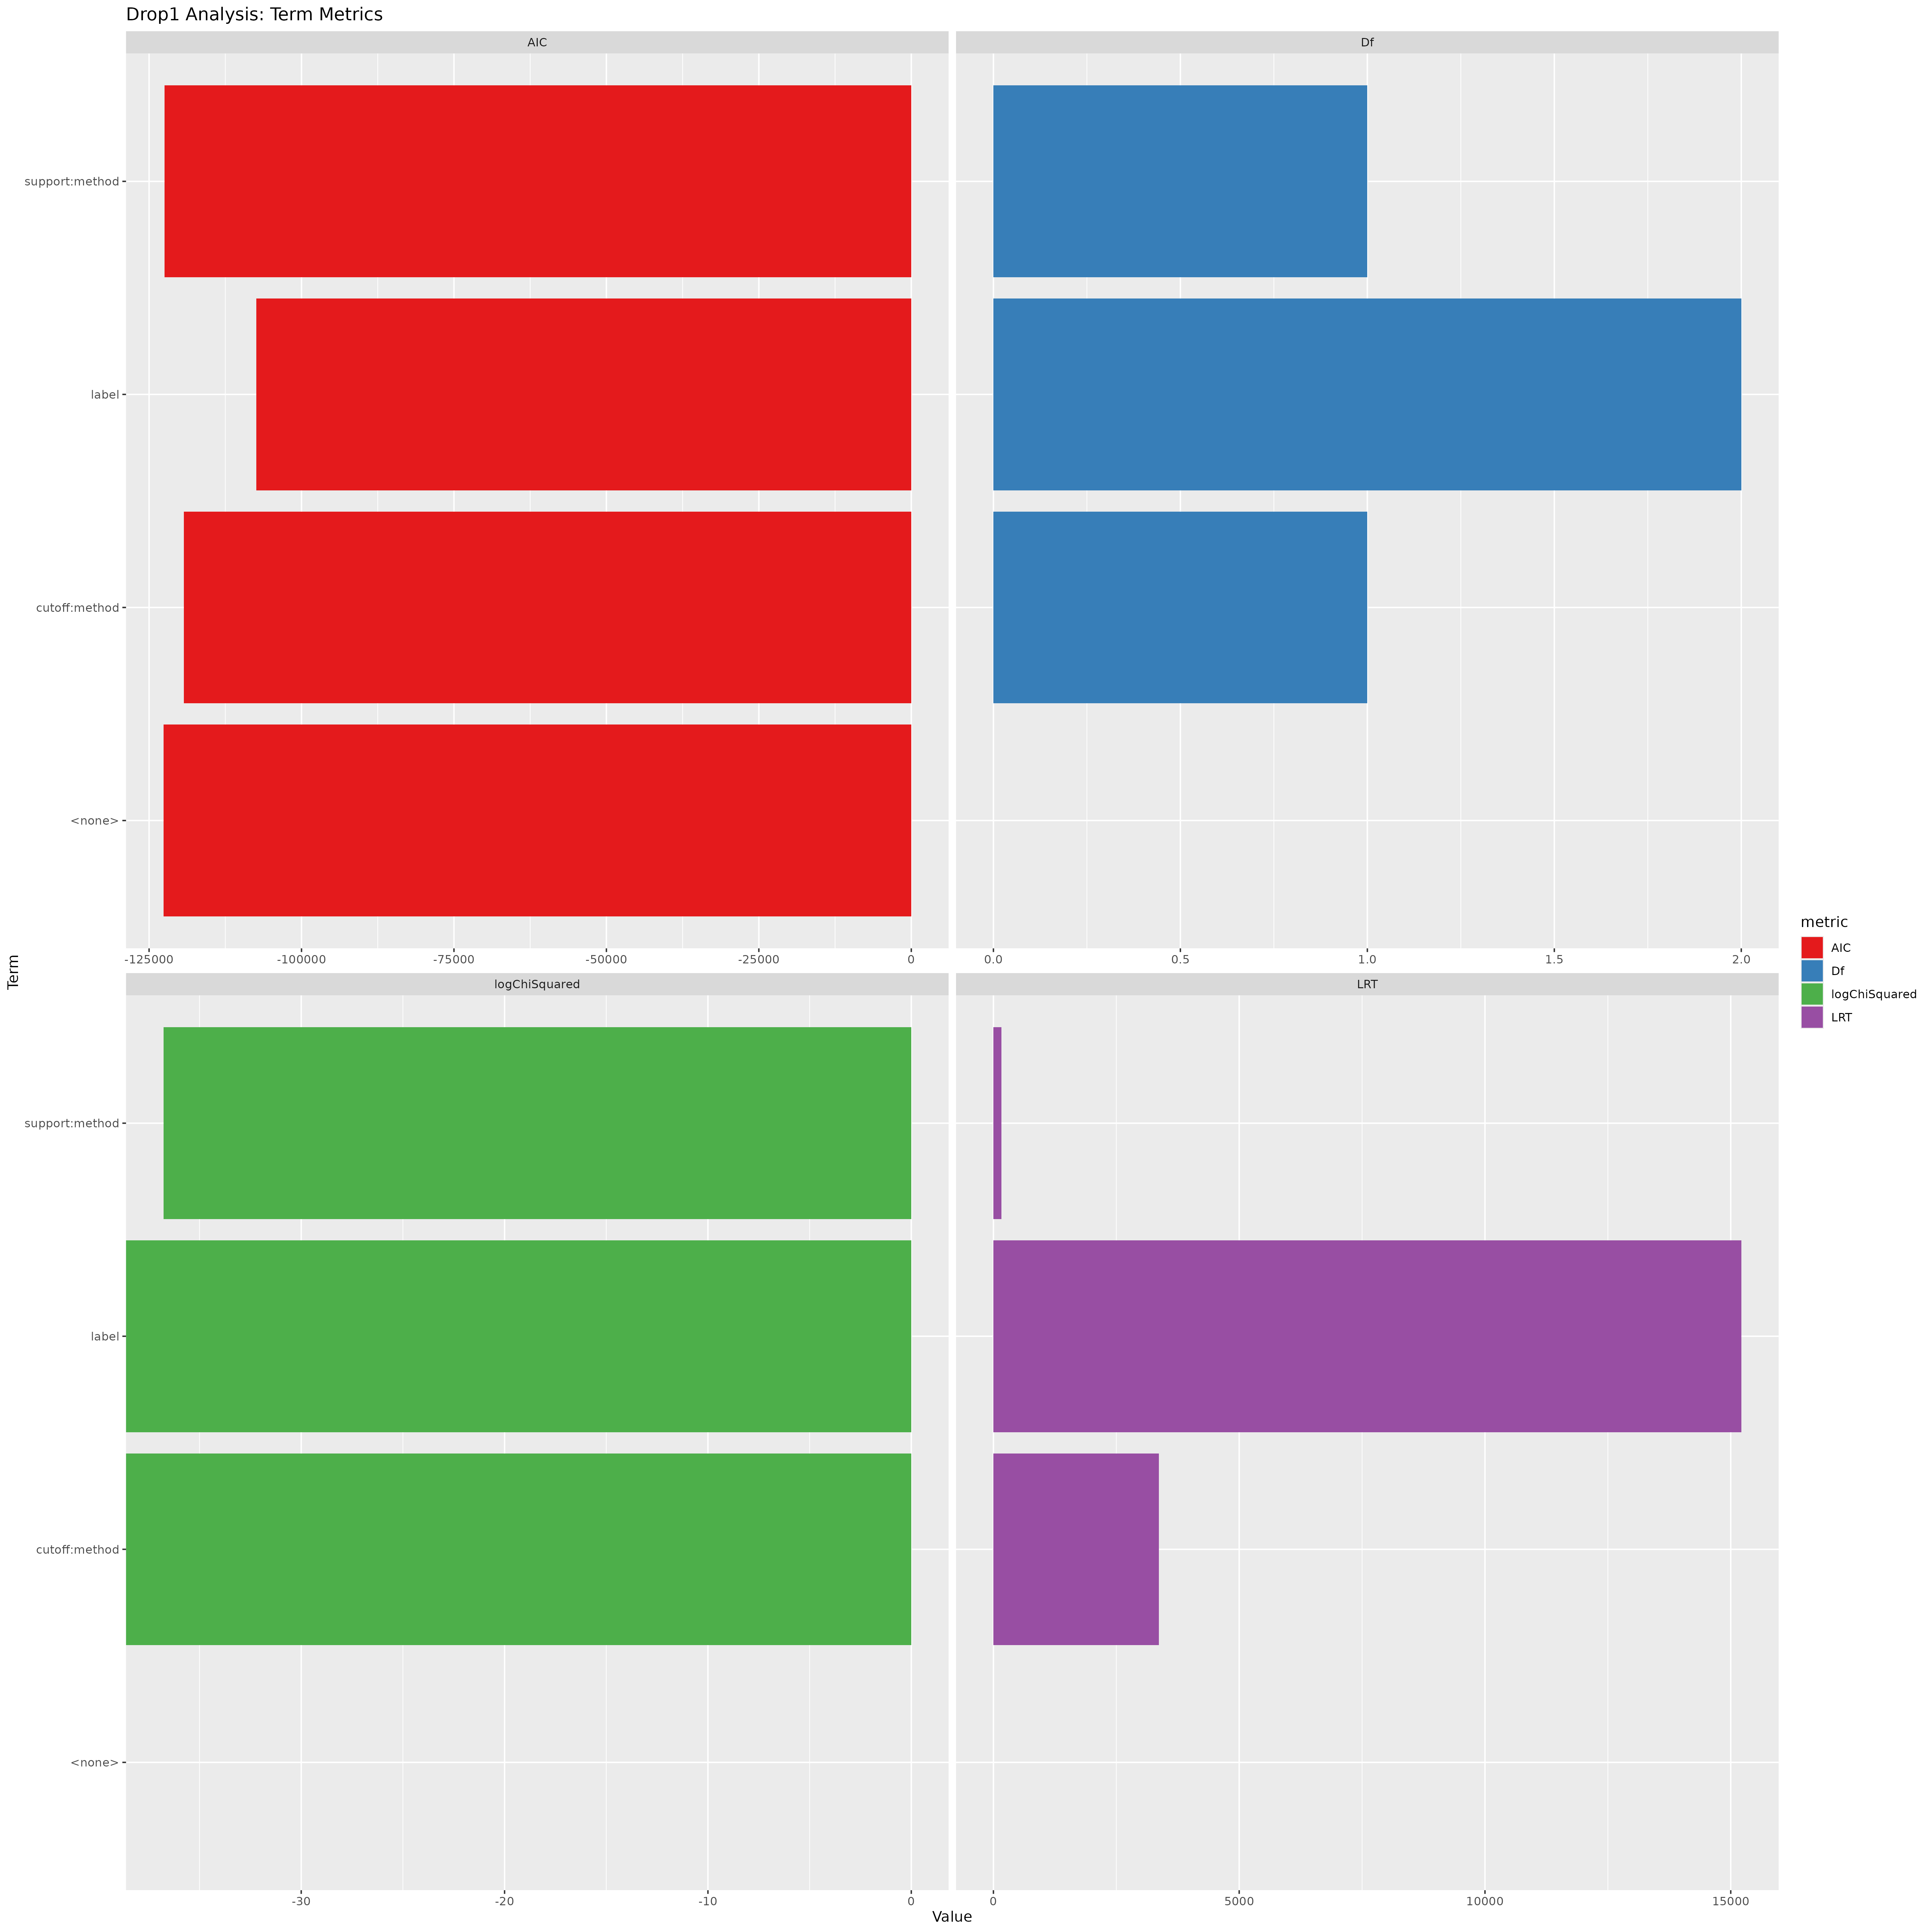 Drop1 Analysis: Term Metrics
AIC
Df
support:method
label
cutoff:method
<none>
-125000
-100000
-75000
-50000
-25000
0
0.0
0.5
1.0
1.5
2.0
logChiSquared
LRT
support:method
label
cutoff:method
<none>
-30
-20
-10
0
0
5000
10000
15000
Value
Term
metric
AIC
Df
logChiSquared
LRT